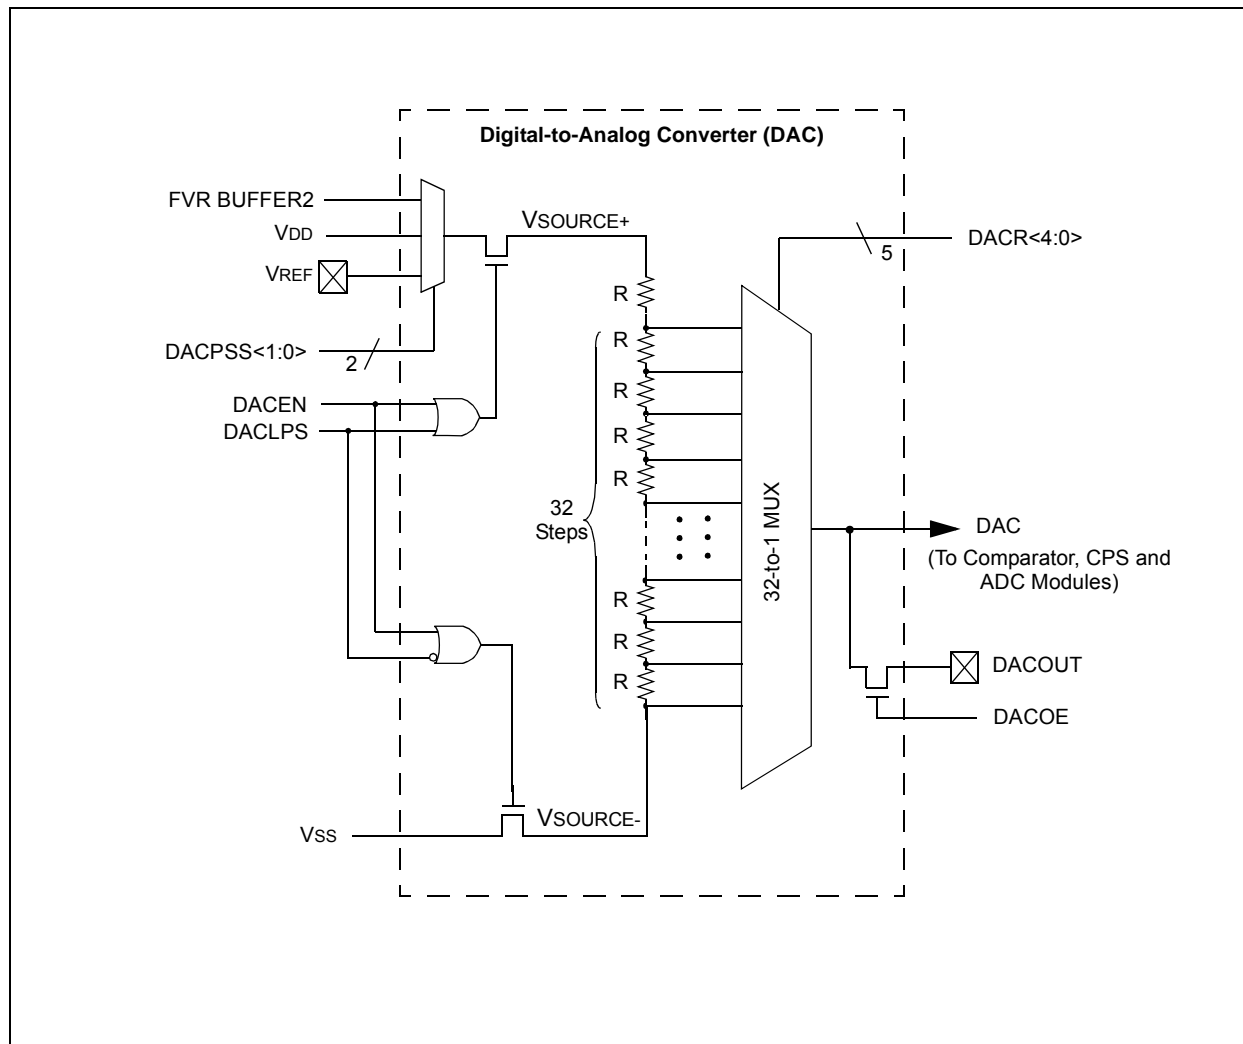 Digital-to-Analog Converter (DAC)
FVR BUFFER2
VDD
VREF
DACPSS<1:0>
2
DACEN
DACLPS
VSOURCE+
R
R
R
R
R
32
Steps
R
R
R
32-to-1 MUX
5
DACR<4:0>
DAC
(To Comparator, CPS and
ADC Modules)
DACOUT
DACOE
VSOURCE-
VSS